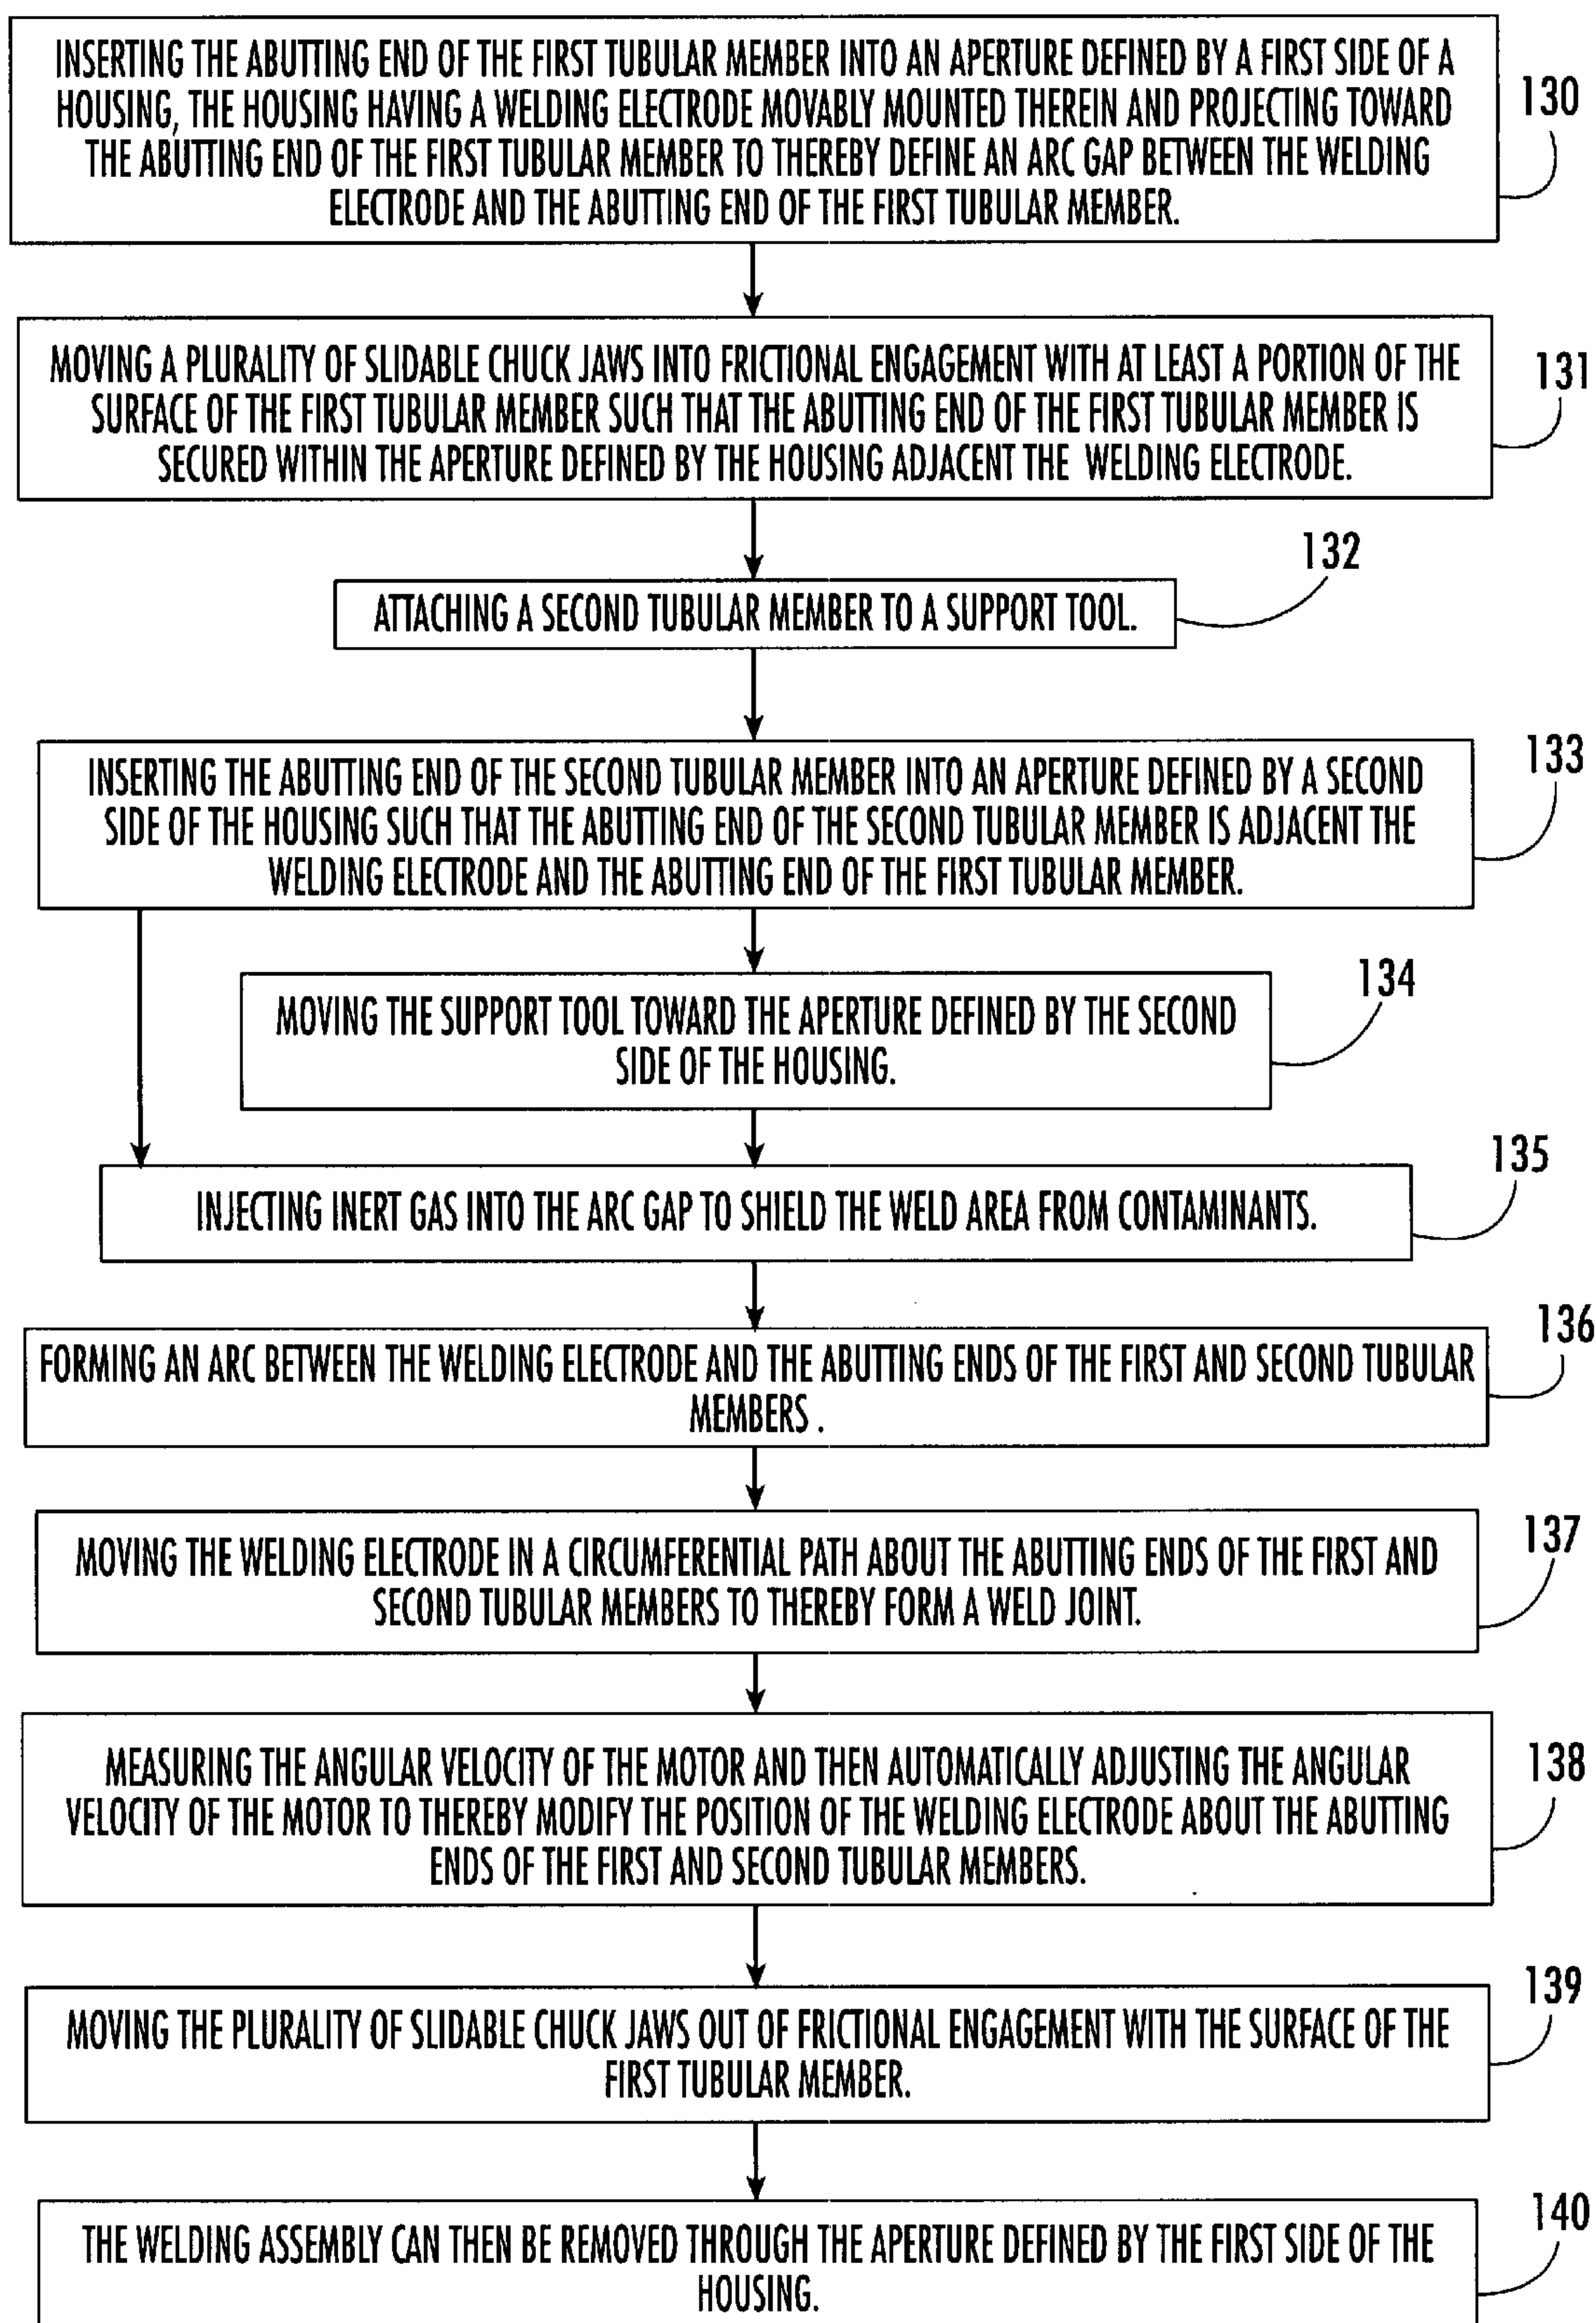 INSERTING THE ABUTTING END OF THE FIRST TUBULAR MEMBER INTO AN APERTURE DEFINED BY A FIRST SIDE OF A
HOUSING, THE HOUSING HAVING A WELDING ELECTRODE MOVABLY MOUNTED THEREIN AND PROJECTING TOWARD
THE ABUTTING END OF THE FIRST TUBULAR MEMBER TO THEREBY DEFINE AN ARC GAP BETWEEN THE WELDING
ELECTRODE AND THE ABUTTING END OF THE FIRST TUBULAR MEMBER.
130
MOVING A PLURALITY OF SLIDABLE CHUCK JAWS INTO FRICTIONAL ENGAGEMENT WITH AT LEAST A PORTION OF THE
SURFACE OF THE FIRST TUBULAR MEMBER SUCH THAT THE ABUTTING END OF THE FIRST TUBULAR MEMBER IS
SECURED WITHIN THE APERTURE DEFINED BY THE HOUSING ADJACENT THE WELDING ELECTRODE.
131
ATTACHING A SECOND TUBULAR MEMBER TO A SUPPORT TOOL.
132
INSERTING THE ABUTTING END OF THE SECOND TUBULAR MEMBER INTO AN APERTURE DEFINED BY A SECOND
SIDE OF THE HOUSING SUCH THAT THE ABUTTING END OF THE SECOND TUBULAR MEMBER IS ADJACENT THE
WELDING ELECTRODE AND THE ABUTTING END OF THE FIRST TUBULAR MEMBER.
133
MOVING THE SUPPORT TOOL TOWARD THE APERTURE DEFINED BY THE SECOND
SIDE OF THE HOUSING.
134
INJECTING INERT GAS INTO THE ARC GAP TO SHIELD THE WELD AREA FROM CONTAMINANTS.
135
FORMING AN ARC BETWEEN THE WELDING ELECTRODE AND THE ABUTTING ENDS OF THE FIRST AND SECOND TUBULAR
MEMBERS .
136
MOVING THE WELDING ELECTRODE IN A CIRCUMFERENTIAL PATH ABOUT THE ABUTTING ENDS OF THE FIRST AND
SECOND TUBULAR MEMBERS TO THEREBY FORM A WELD JOINT.
137
MEASURING THE ANGULAR VELOCITY OF THE MOTOR AND THEN AUTOMATICALLY ADJUSTING THE ANGULAR
VELOCITY OF THE MOTOR TO THEREBY MODIFY THE POSITION OF THE WELDING ELECTRODE ABOUT THE ABUTTING
ENDS OF THE FIRST AND SECOND TUBULAR MEMBERS.
138
MOVING THE PLURALITY OF SLIDABLE CHUCK JAWS OUT OF FRICTIONAL ENGAGEMENT WITH THE SURFACE OF THE
FIRST TUBULAR MEMBER.
139
THE WELDING ASSEMBLY CAN THEN BE REMOVED THROUGH THE APERTURE DEFINED BY THE FIRST SIDE OF THE
HOUSING.
140